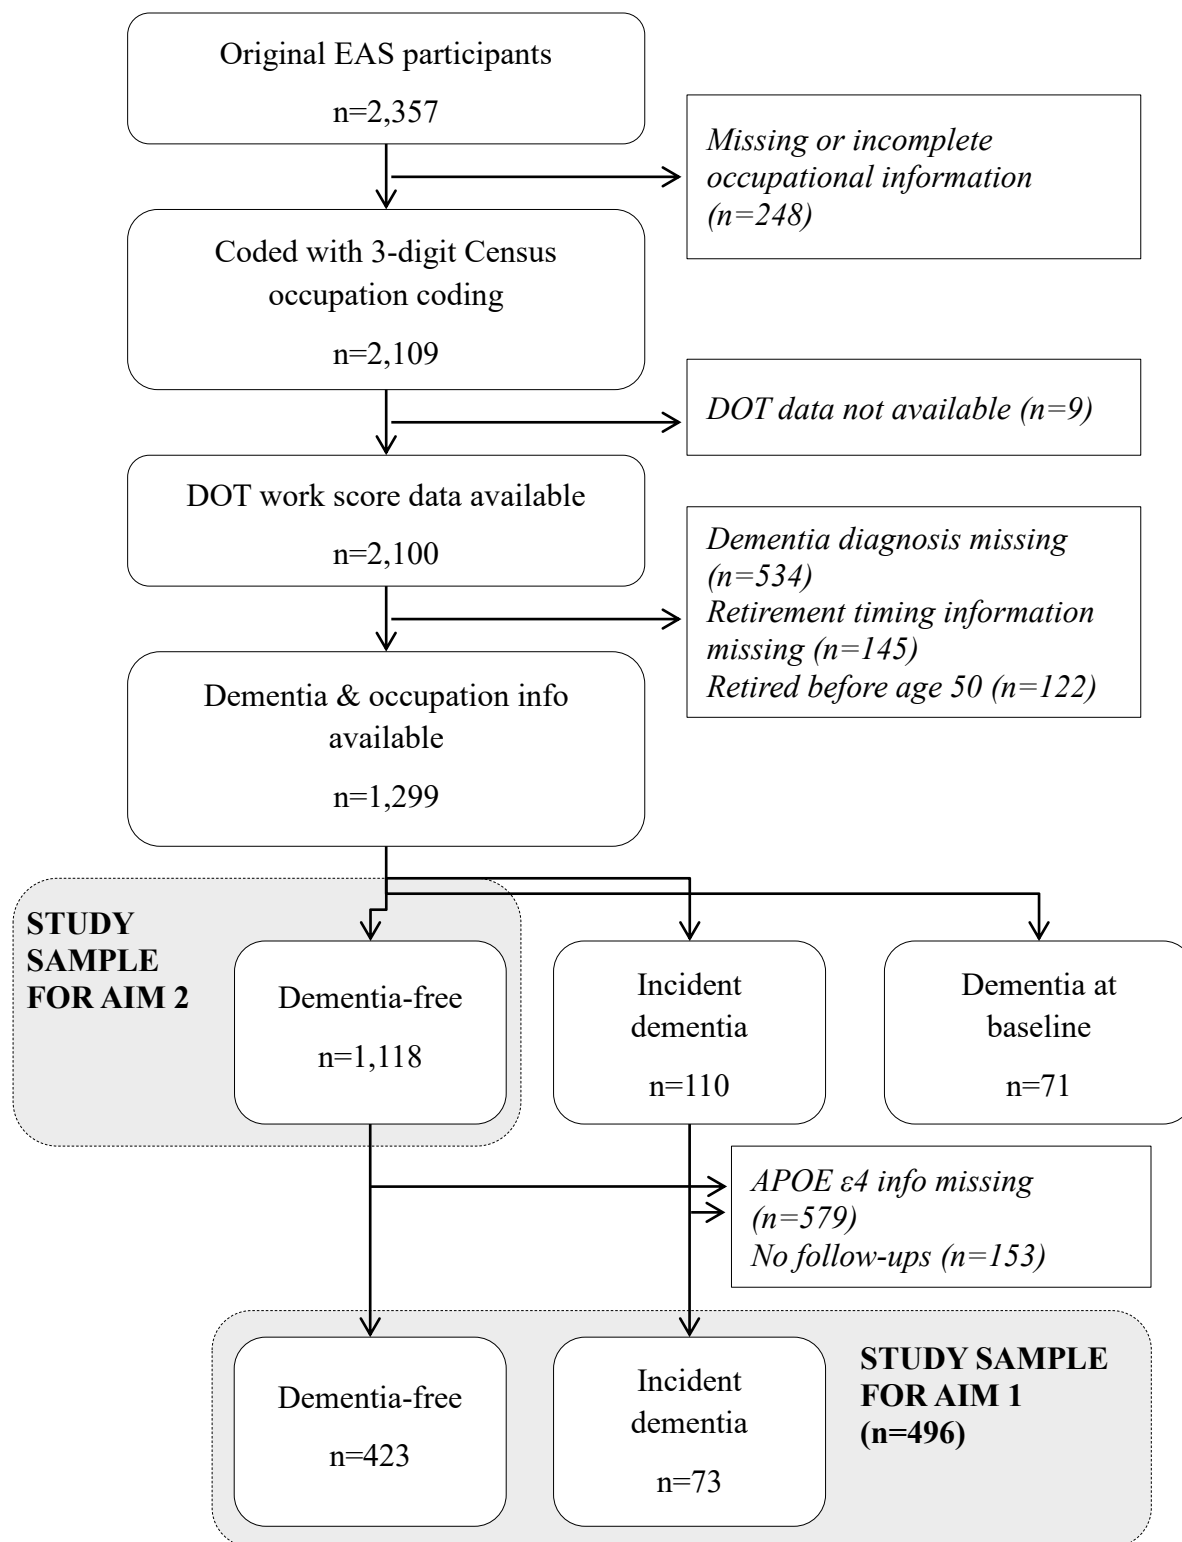 Original EAS participants
n=2,357
Missing or incomplete
occupational information
(n=248)
Coded with 3-digit Census
occupation coding
n=2,109
DOT data not available (n=9)
DOT work score data available
n=2,100
Dementia diagnosis missing
(n=534)
Retirement timing information
missing (n=145)
Retired before age 50 (n=122)
Dementia & occupation info
available
n=1,299
STUDY
SAMPLE
FOR AIM 2
Dementia-free
n=1,118
Incident
dementia
n=110
Dementia at
baseline
n=71
APOE ε4 info missing
(n=579)
No follow-ups (n=153)
Dementia-free
n=423
Incident
dementia
n=73
STUDY SAMPLE
FOR AIM 1
(n=496)